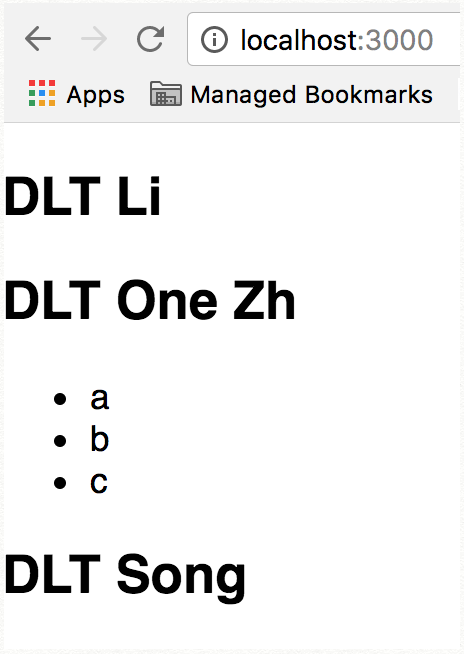 localhost:3000
Apps Managed Bookmarks
DLT Li
DLT One Zh
• a
• b
• c
DLT Song